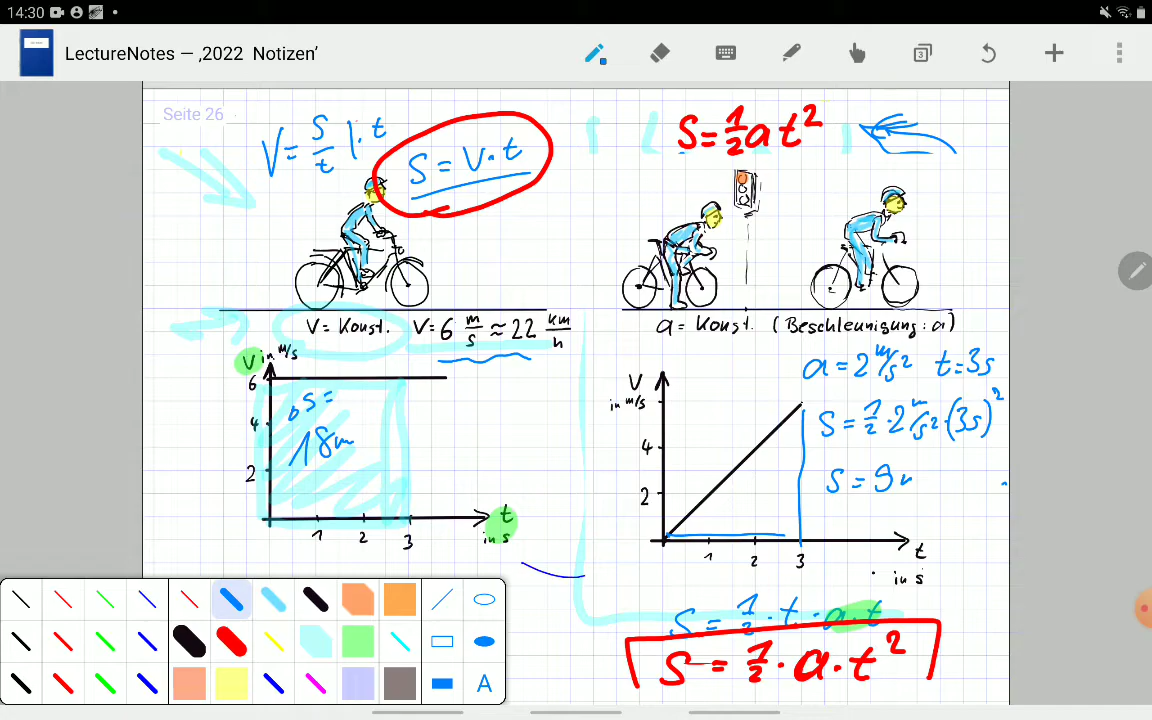 14:30
LectureNotes — ‚2022 Notizen’
3
Seite 26
V = S/t |· t
S = V · t
S = 1/2 a t²
V = Konst. V = 6 m/s ≈ 22 km/h
a = Konst. (Beschleunigung: a)
V in m/s
6
4
2
S =
18m
1 2 3
t
in s
a = 2 m/s² t = 3s
S = 1/2 · 2 m/s² · (3s)²
S = 9m
V
in m/s
4
2
1 2 3
t
in s
S = 1/2 · t · a · t
S = 1/2 · a · t²
A